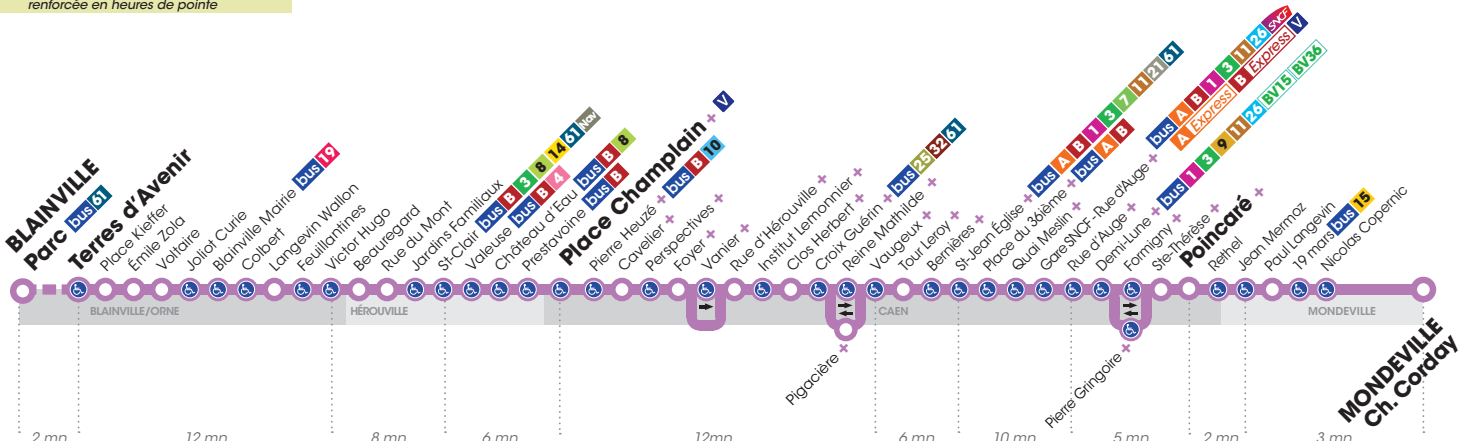 renforcée en heures de pointe
BLAINVILLE
Parc bus 61
Terres d'Avenir
Place Kieffer
Émile Zola
Voltaire
Joliot Curie
Blainville Mairie bus 19
Colbert
Langevin Wallon
Feuillantines
Victor Hugo
Beauregard
Rue du Mont
Jardins Familiaux
St-Clair bus B 3 8 14 61 Nav
Valeuse bus B 4
Château d'Eau bus B 8
Prestavoine bus B
Place Champlain V
Pierre Heuzé bus B 10
Cavelier
Perspectives
Foyer
Vanier
Rue d'Hérouville
Institut Lemonnier
Clos Herbert
Croix Guérin bus 25 32 61
Reine Mathilde
Vaugeux
Tour Leroy
Bernières
St-Jean Église bus A B 1 3 7 11 21 61
Place du 36ème bus A B
Quai Meslin
Gare SNCF - Rue d'Auge bus A B 1 3 11 26 SNCF
A Express B Express V
Rue d'Auge
Demi-Lune bus 1 3 9 11 26 BV15 BV36
Formigny
Ste-Thérèse
Poincaré
Rethel
Jean Mermoz
Paul Langevin
19 mars bus 15
Nicolas Copernic
BLAINVILLE/ORNE
HÉROUVILLE
CAEN
MONDEVILLE
Pigacière
Pierre Gringoire
MONDEVILLE
Ch. Corday
2 mn
12 mn
8 mn
6 mn
12mn
6 mn
10 mn
5 mn
2 mn
3 mn